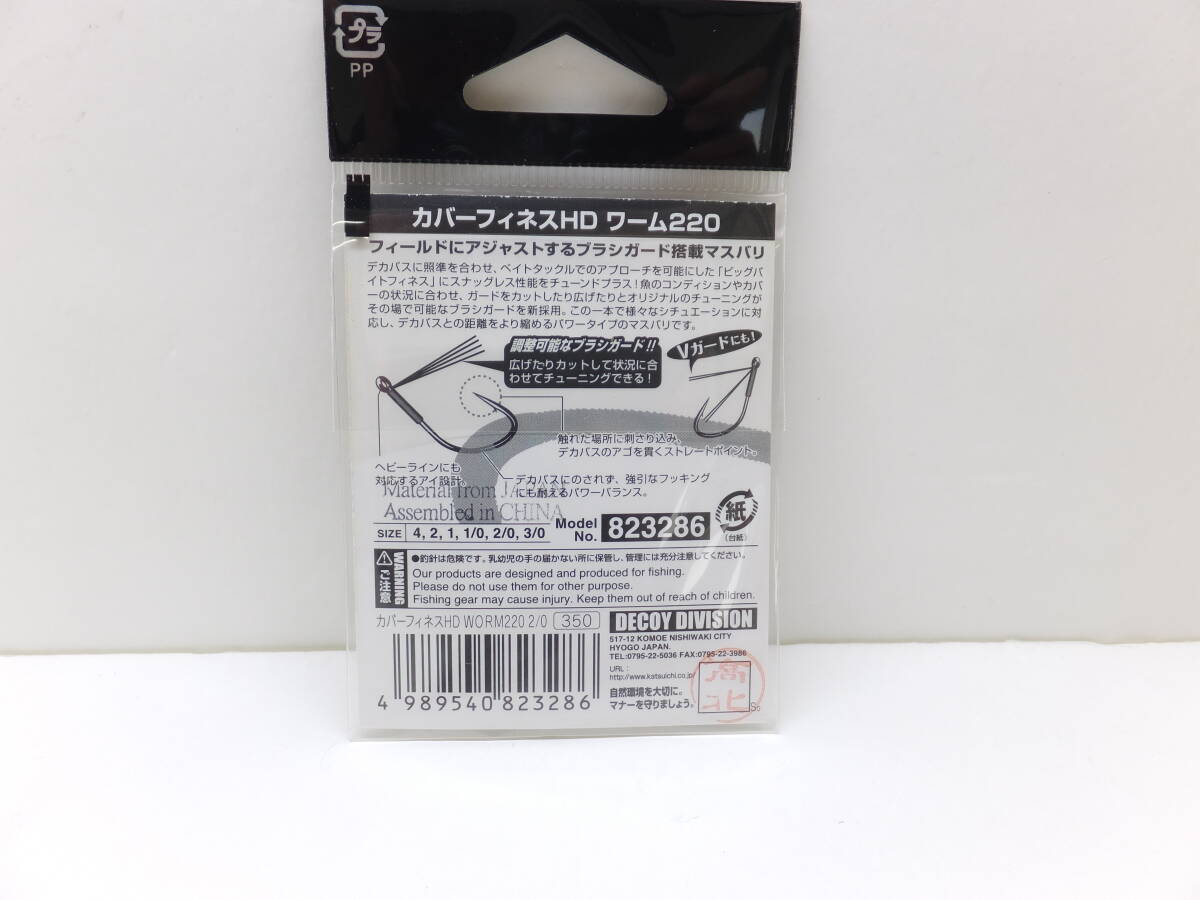 プラ
PP
カバーフィネスHD ワーム220
フィールドにアジャストするブラシガード搭載マスバリ
デカバスに照準を合わせ、ベイトタックルでのアプローチを可能にした「ビッグバ
イトフィネス」にスナッグレス性能をチューンドプラス!魚のコンディションやカバ
ーの状況に合わせ、ガードをカットしたり広げたりとオリジナルのチューニングが
その場で可能なブラシガードを新採用。この一本で様々なシチュエーションに対
応し、デカバスとの距離をより縮めるパワータイプのマスバリです。
調整可能なブラシガード!!
広げたりカットして状況に合
わせてチューニングできる!
Vガードにも!
触れた場所に刺さり込み、
デカバスのアゴを貫くストレートポイント。
ヘビーラインにも
対応するアイ設計。
デカバスにのされず、強引なフッキング
にも耐えるパワーバランス。
Material from JAPAN
Assembled in CHINA
SIZE 4, 2, 1, 1/0, 2/0, 3/0
Model No. 823286
紙
(台紙)
WARNING
ご注意
●釣針は危険です。乳幼児の手の届かない所に保管し、管理には充分注意してください。
Our products are designed and produced for fishing.
Please do not use them for other purpose.
Fishing gear may cause injury. Keep them out of reach of children.
カバーフィネスHD WORM220 2/0 350
4 989540 823286
DECOY DIVISION
517-12 KOMOE NISHIWAKI CITY
HYOGO JAPAN.
TEL:0795-22-5036 FAX:0795-22-3986
URL :
http://www.katsuichi.co.jp/
自然環境を大切に。
マナーを守りましょう。